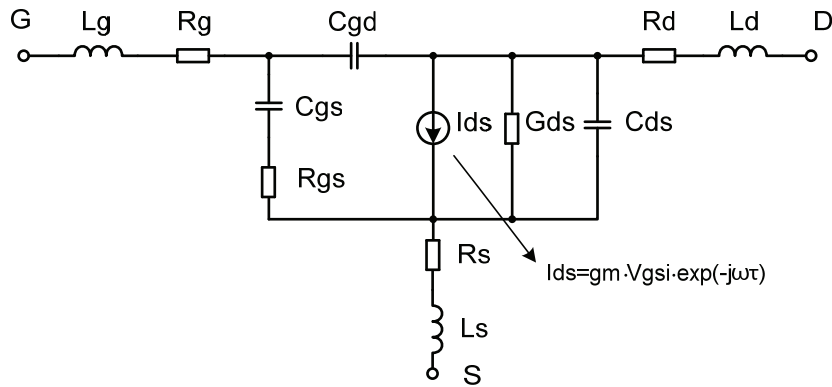 G Lg Rg Cgd Rd Ld D
Cgs Ids Gds Cds
Rgs
Rs
Ids=gm·Vgsi·exp(-jωτ)
Ls
S